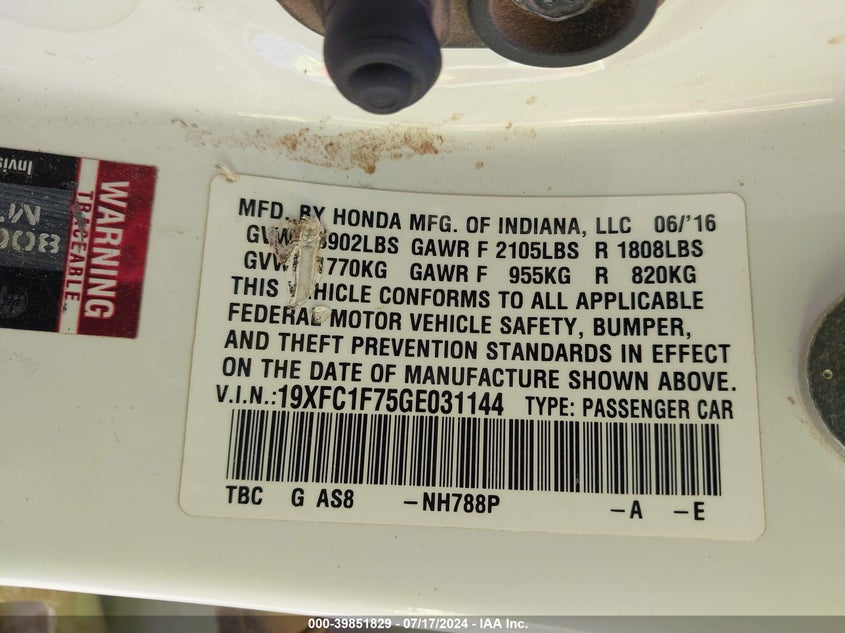 MFD. BY HONDA MFG. OF INDIANA, LLC 06/'16
3902LBS GAWR F 2105LBS R 1808LBS
1770KG GAWR F 955KG R 820KG
THIS VEHICLE CONFORMS TO ALL APPLICABLE
FEDERAL MOTOR VEHICLE SAFETY, BUMPER,
AND THEFT PREVENTION STANDARDS IN EFFECT
ON THE DATE OF MANUFACTURE SHOWN ABOVE.
V.I.N.:19XFC1F75GE031144 TYPE: PASSENGER CAR
TBC G AS8 –NH788P –A –E
WARNING
TRACEABLE
000-39851829 / 07/17/2024 - IAA Inc.